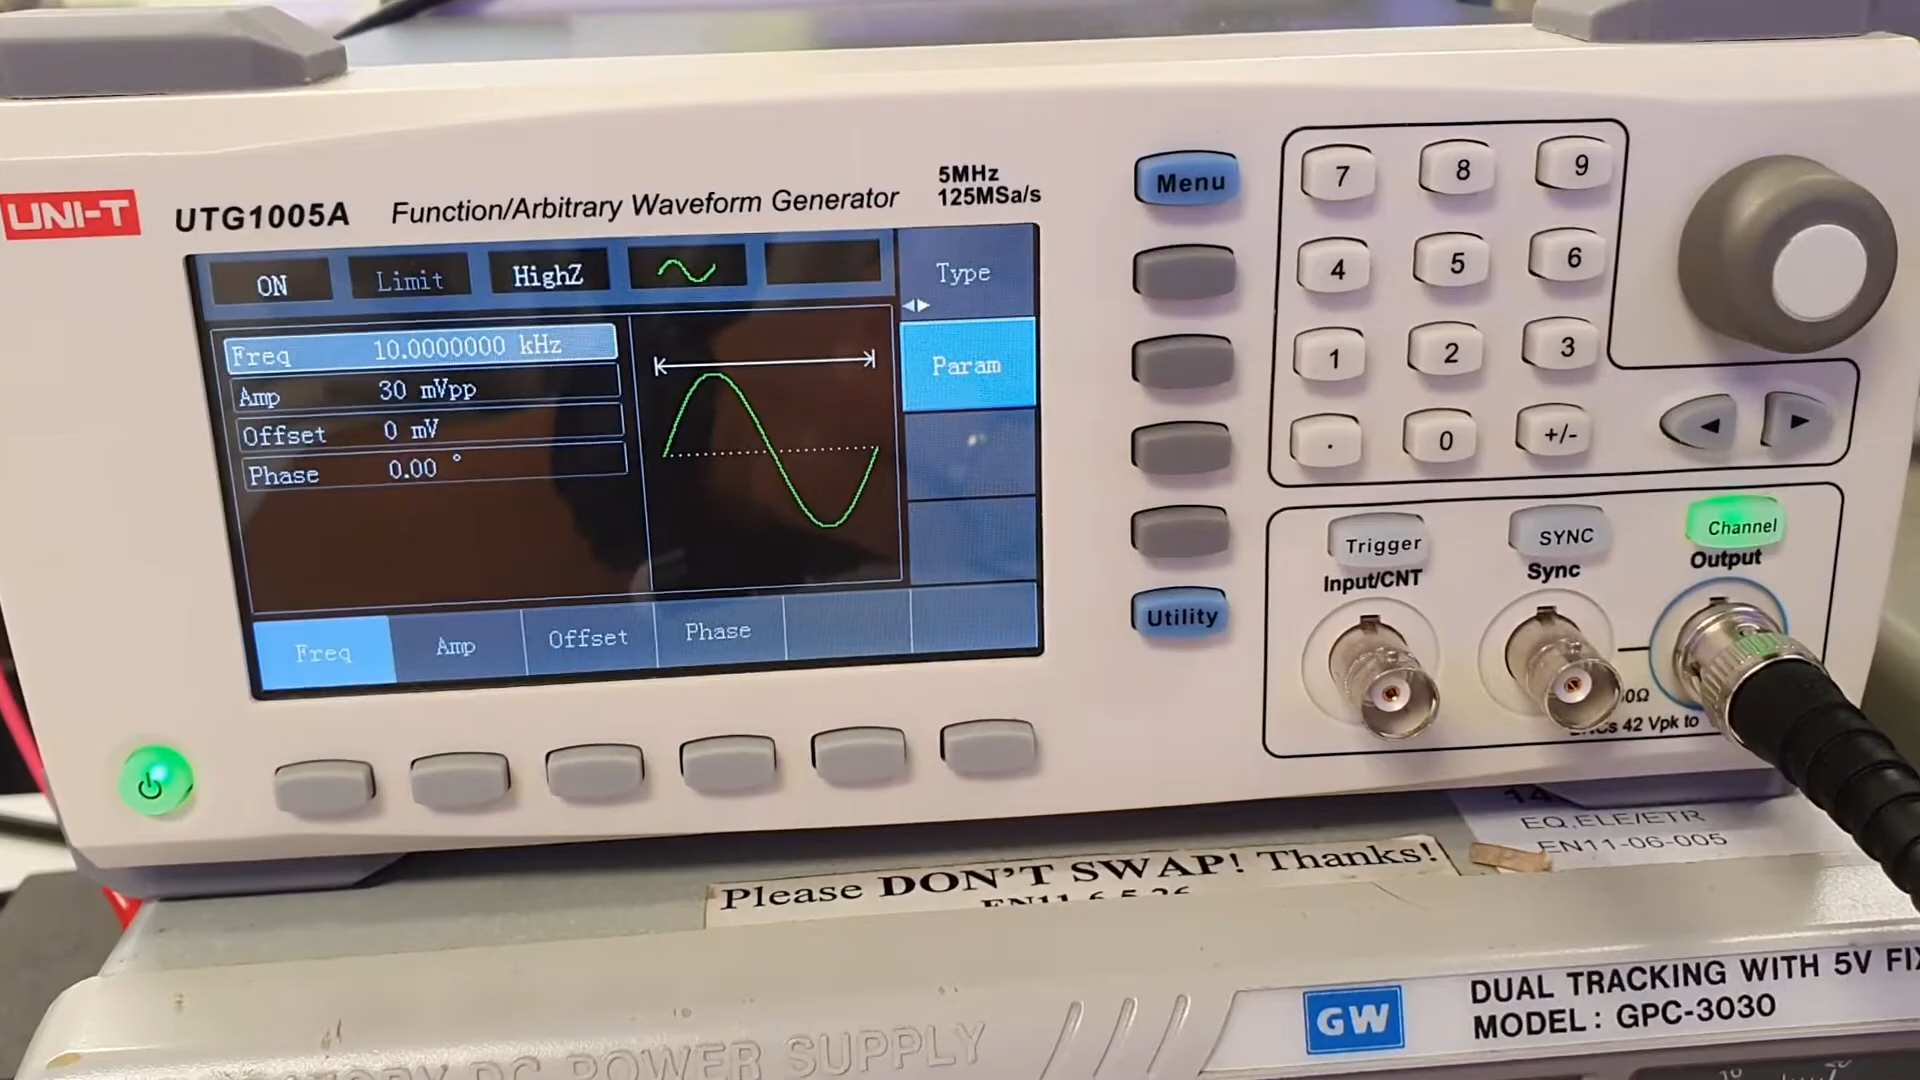 UNI-T
UTG1005A Function/Arbitrary Waveform Generator
5MHz
125MSa/s
ON Limit HighZ
Type
Freq 10.0000000 kHz
Amp 30 mVpp
Offset 0 mV
Phase 0.00 °
Param
Freq Amp Offset Phase
Menu
Utility
7 8 9
4 5 6
1 2 3
. 0 +/-
Trigger SYNC Channel
Input/CNT Sync Output
42 Vpk to
EQ,ELE/ETR
EN11-06-005
Please DON'T SWAP! Thanks!
GW
DUAL TRACKING WITH 5V
MODEL: GPC-3030
DC POWER SUPPLY